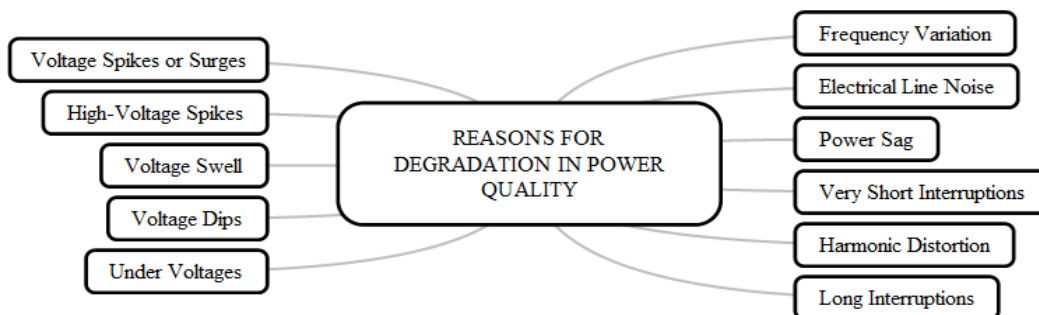 Voltage Spikes or Surges
High-Voltage Spikes
Voltage Swell
Voltage Dips
Under Voltages
REASONS FOR
DEGRADATION IN POWER
QUALITY
Frequency Variation
Electrical Line Noise
Power Sag
Very Short Interruptions
Harmonic Distortion
Long Interruptions